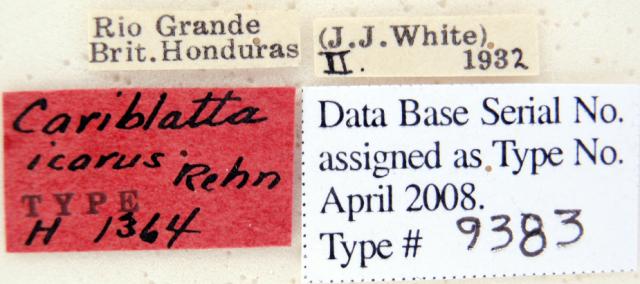 Rio Grande
Brit. Honduras
(J.J.White)
II. 1932
Cariblatta
icarus. Rehn
TYPE
H 1364
Data Base Serial No.
assigned as Type No.
April 2008.
Type # 9383